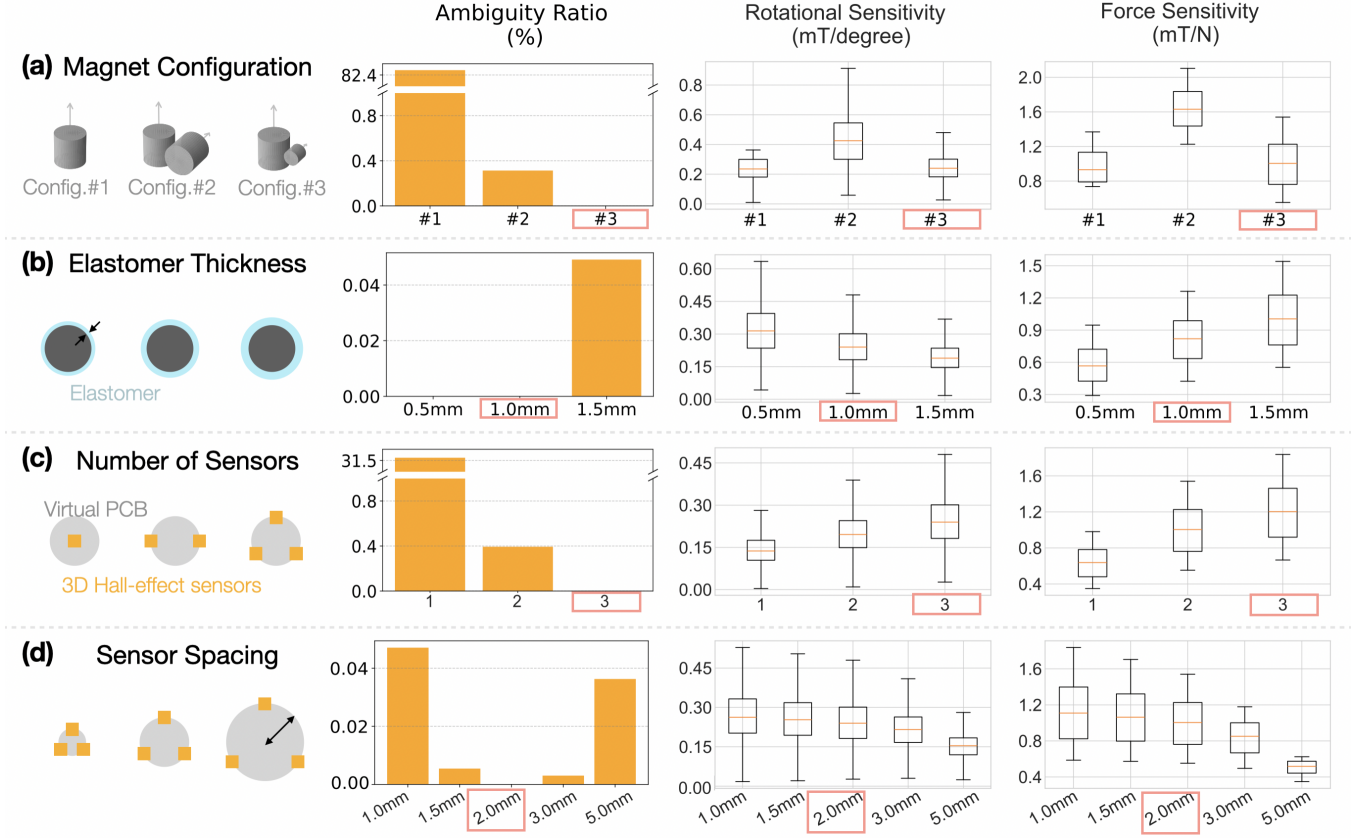 Ambiguity Ratio
(%)
Rotational Sensitivity
(mT/degree)
Force Sensitivity
(mT/N)
(a) Magnet Configuration
Config.#1
Config.#2
Config.#3
82.4
0.8
0.4
0.0
#1
#2
#3
0.8
0.6
0.4
0.2
0.0
#1
#2
#3
2.0
1.6
1.2
0.8
#1
#2
#3
(b) Elastomer Thickness
Elastomer
0.04
0.02
0.00
0.5mm
1.0mm
1.5mm
0.60
0.45
0.30
0.15
0.00
0.5mm
1.0mm
1.5mm
1.5
1.2
0.9
0.6
0.3
0.5mm
1.0mm
1.5mm
(c) Number of Sensors
Virtual PCB
3D Hall-effect sensors
31.5
0.8
0.4
0.0
1
2
3
0.45
0.30
0.15
0.00
1
2
3
1.6
1.2
0.8
0.4
1
2
3
(d) Sensor Spacing
0.04
0.02
0.00
1.0mm
1.5mm
2.0mm
3.0mm
5.0mm
0.45
0.30
0.15
0.00
1.0mm
1.5mm
2.0mm
3.0mm
5.0mm
1.6
1.2
0.8
0.4
1.0mm
1.5mm
2.0mm
3.0mm
5.0mm